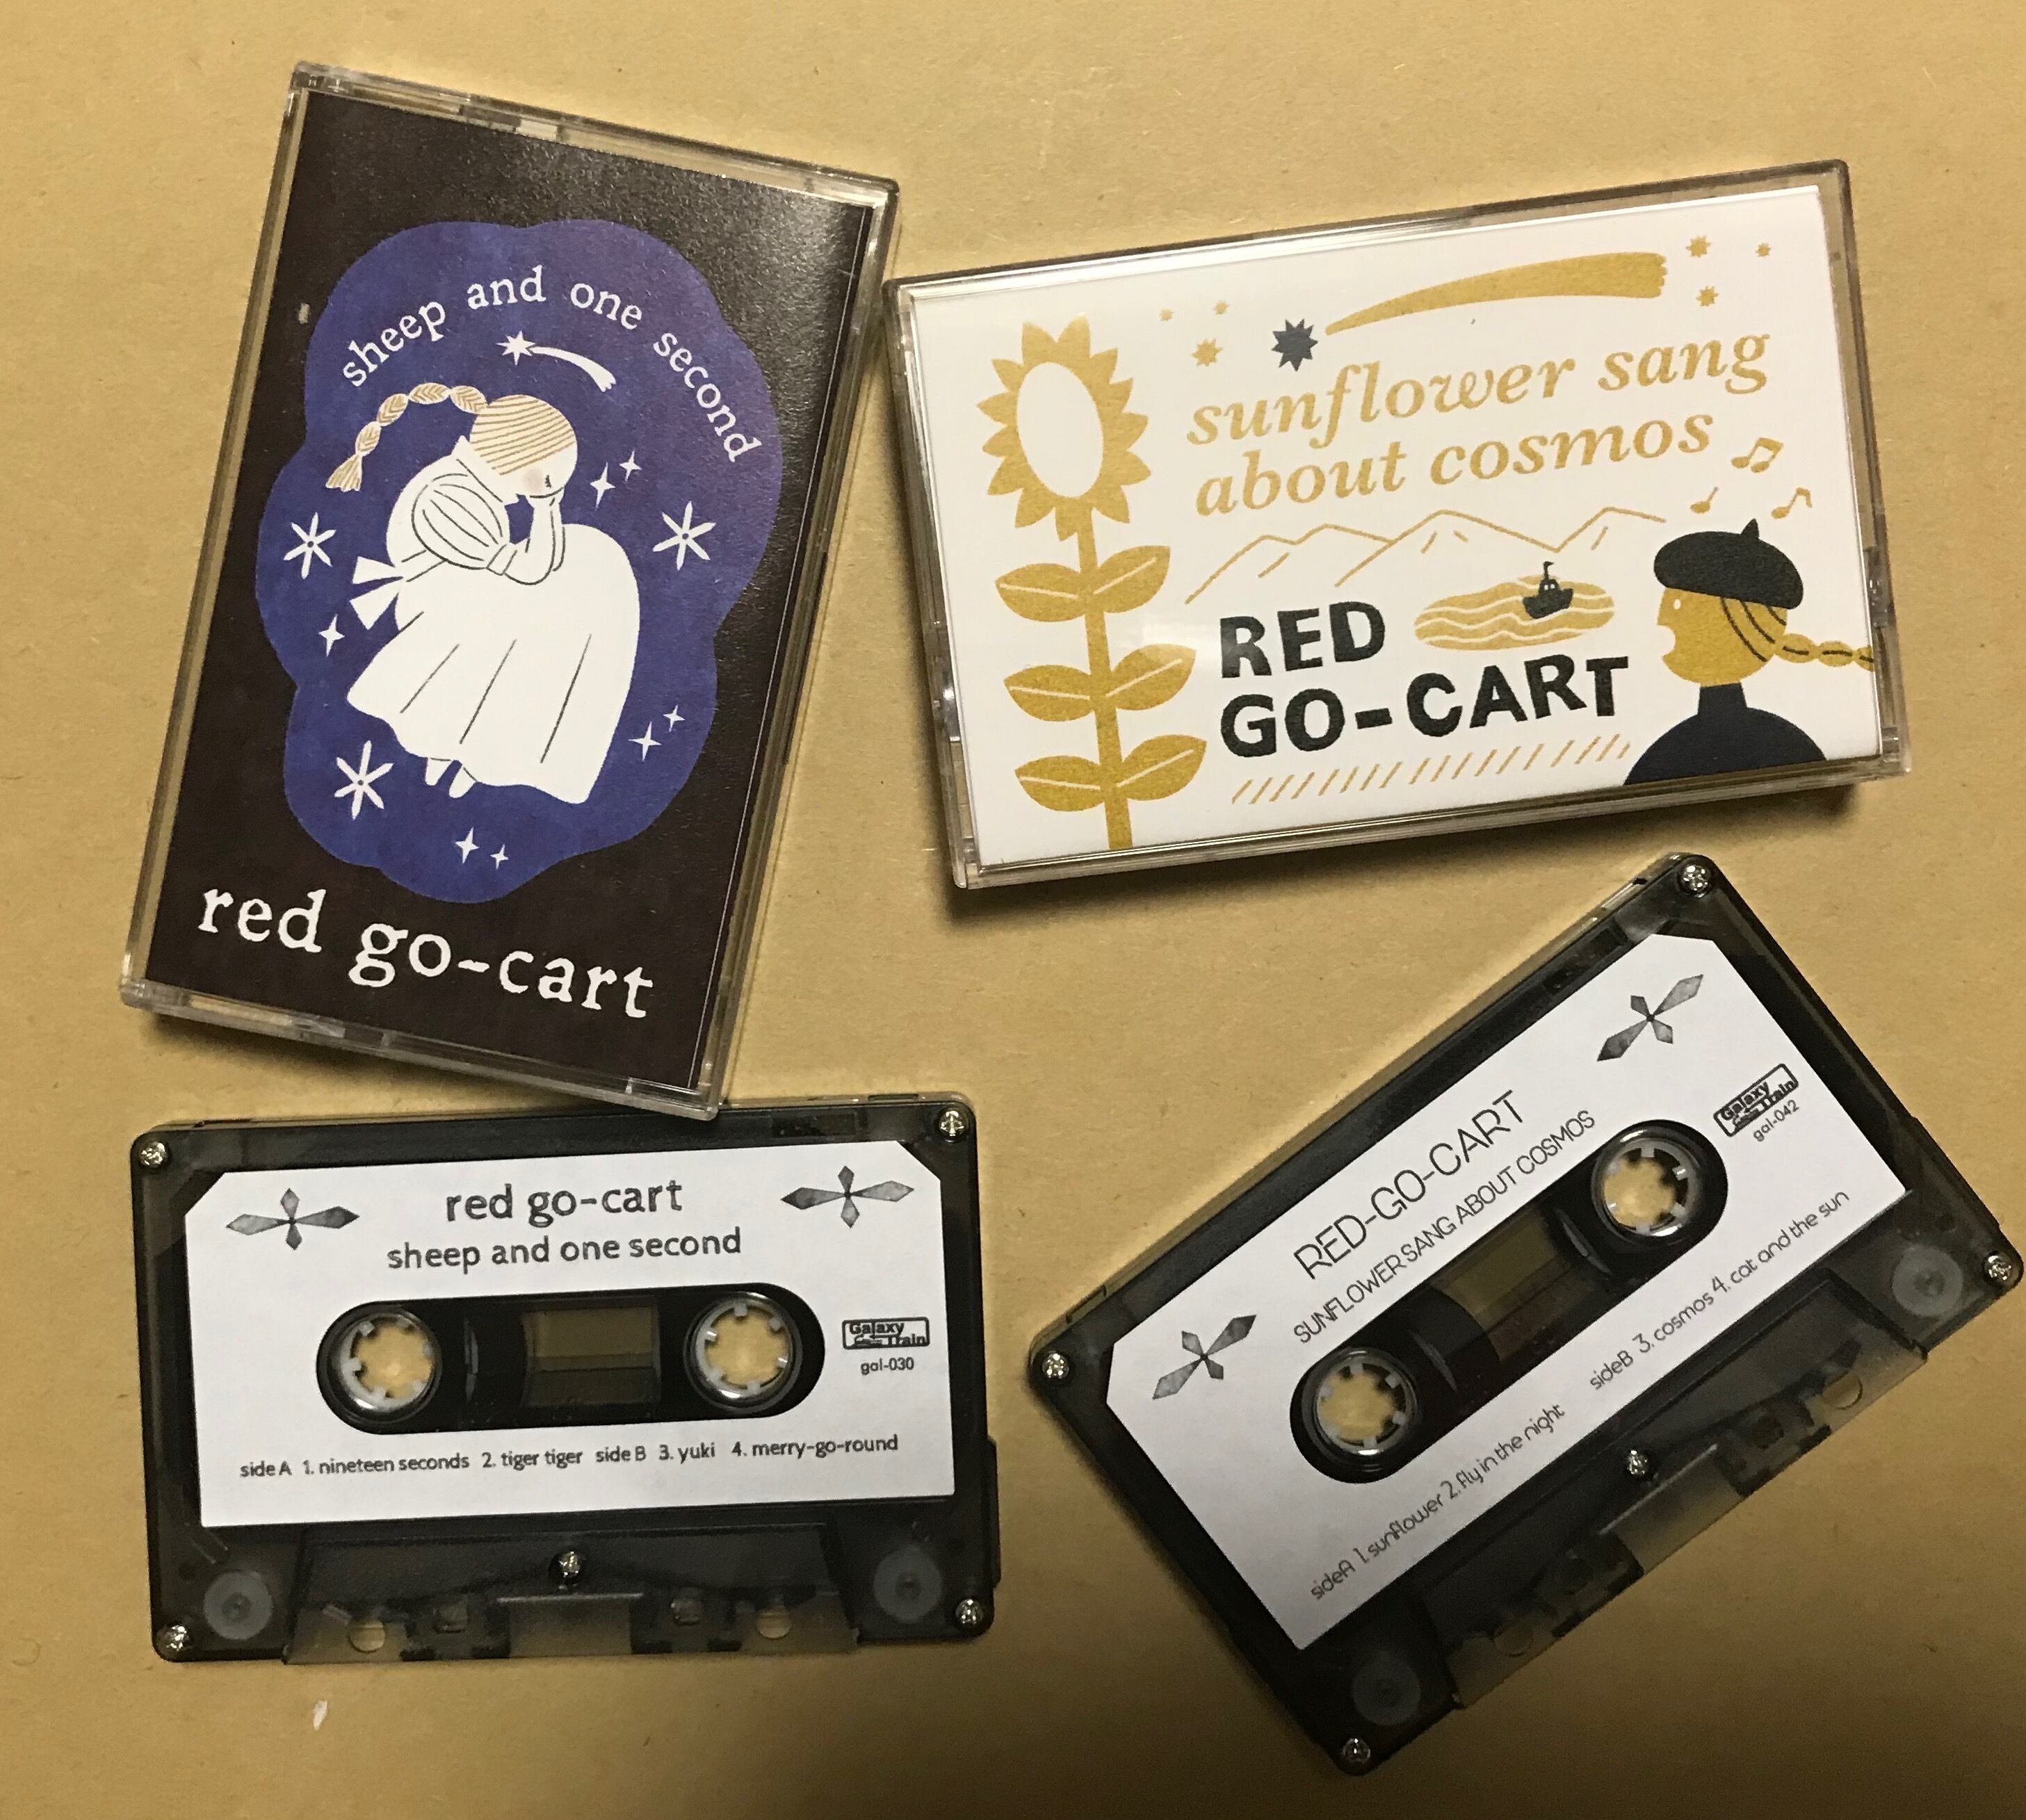 sheep and one second
red go-cart
sunflower sang
about cosmos
RED
GO-CART
red go-cart
sheep and one second
Galaxy
Train
gal-030
side A 1. nineteen seconds 2. tiger tiger side B 3. yuki 4. merry-go-round
RED-GO-CART
SUNFLOWER SANG ABOUT COSMOS
Galaxy
Train
gal-042
sideA 1. sunflower 2. fly in the night sideB 3. cosmos 4. cat and the sun